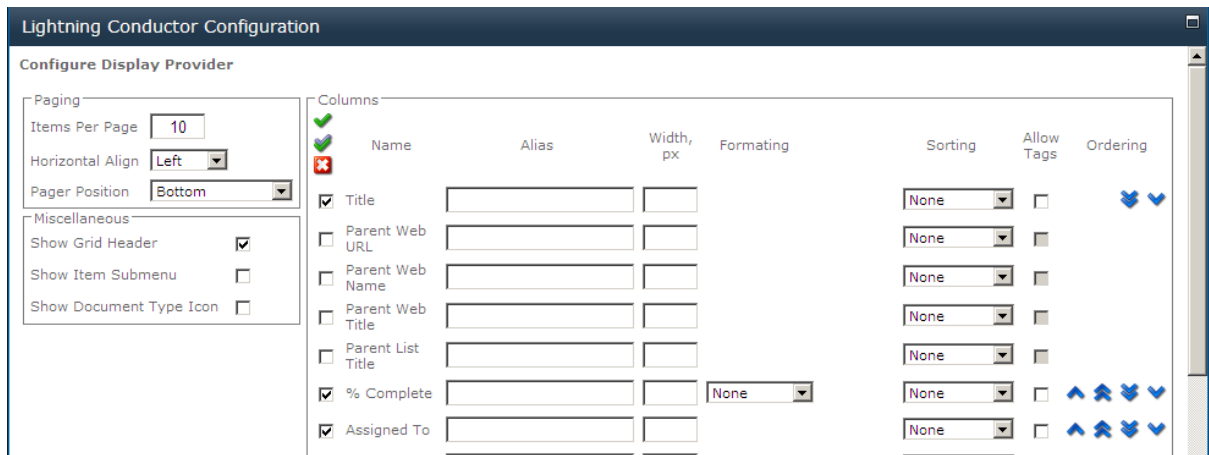 Lightning Conductor Configuration
Configure Display Provider
Paging
Items Per Page 10
Horizontal Align Left
Pager Position Bottom
Miscellaneous
Show Grid Header
Show Item Submenu
Show Document Type Icon
Columns
Name Alias Width, px Formating Sorting Allow Tags Ordering
Title None
Parent Web URL None
Parent Web Name None
Parent Web Title None
Parent List Title None
% Complete None None
Assigned To None